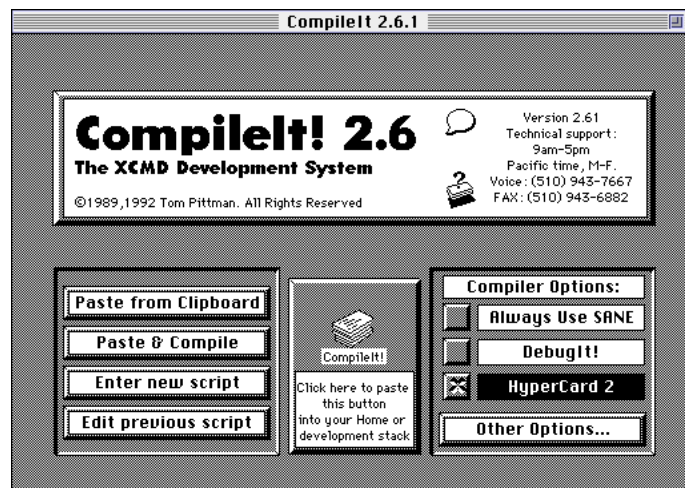 CompileIt 2.6.1
CompileIt! 2.6
The XCMD Development System
©1989,1992 Tom Pittman. All Rights Reserved
Version 2.61
Technical support:
9am-5pm
Pacific time, M-F.
Voice: (510) 943-7667
FAX: (510) 943-6882
Paste from Clipboard
Paste & Compile
Enter new script
Edit previous script
CompileIt!
Click here to paste
this button
into your Home or
development stack
Compiler Options:
Always Use SANE
DebugIt!
HyperCard 2
Other Options...